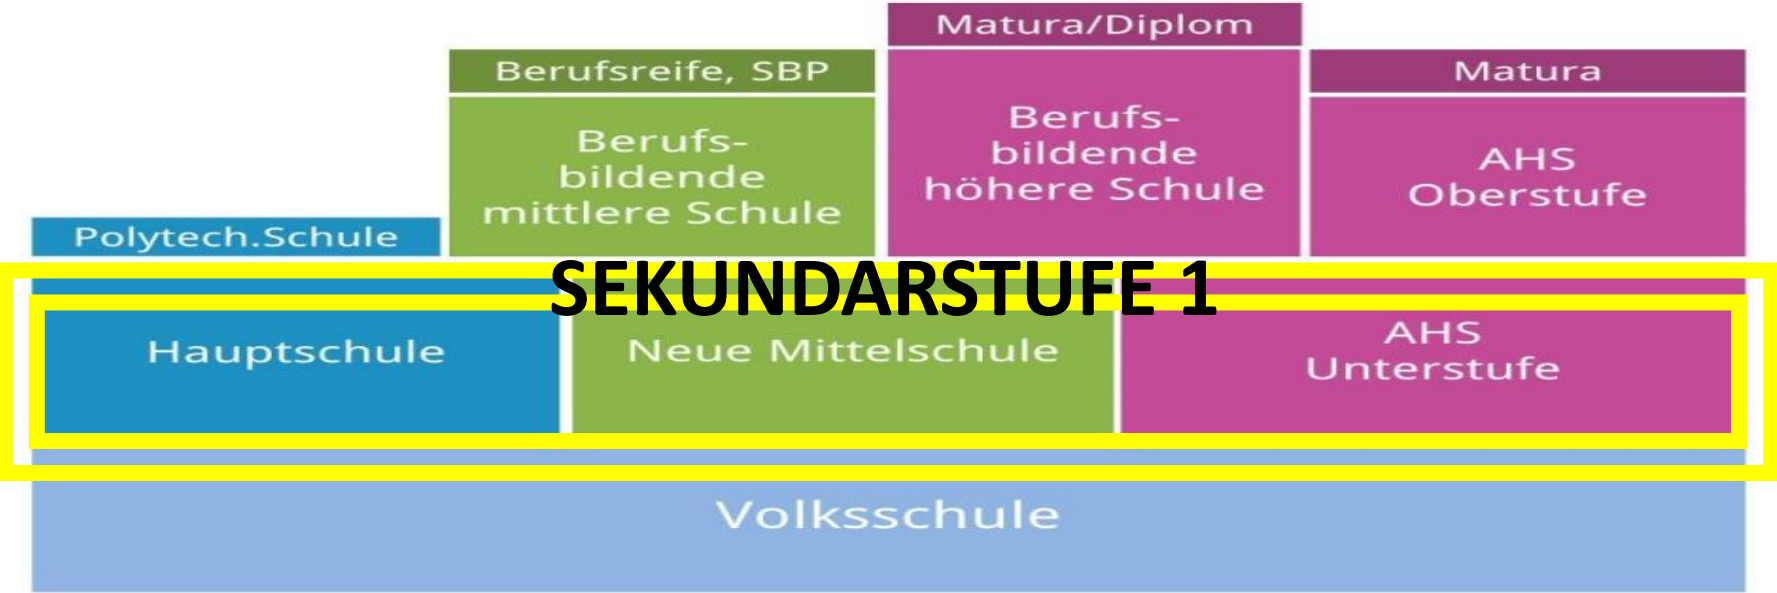 Matura/Diplom
Berufsreife, SBP
Matura
Berufs-
bildende
mittlere Schule
Berufs-
bildende
höhere Schule
AHS
Oberstufe
Polytech.Schule
SEKUNDARSTUFE 1
Hauptschule
Neue Mittelschule
AHS
Unterstufe
Volksschule